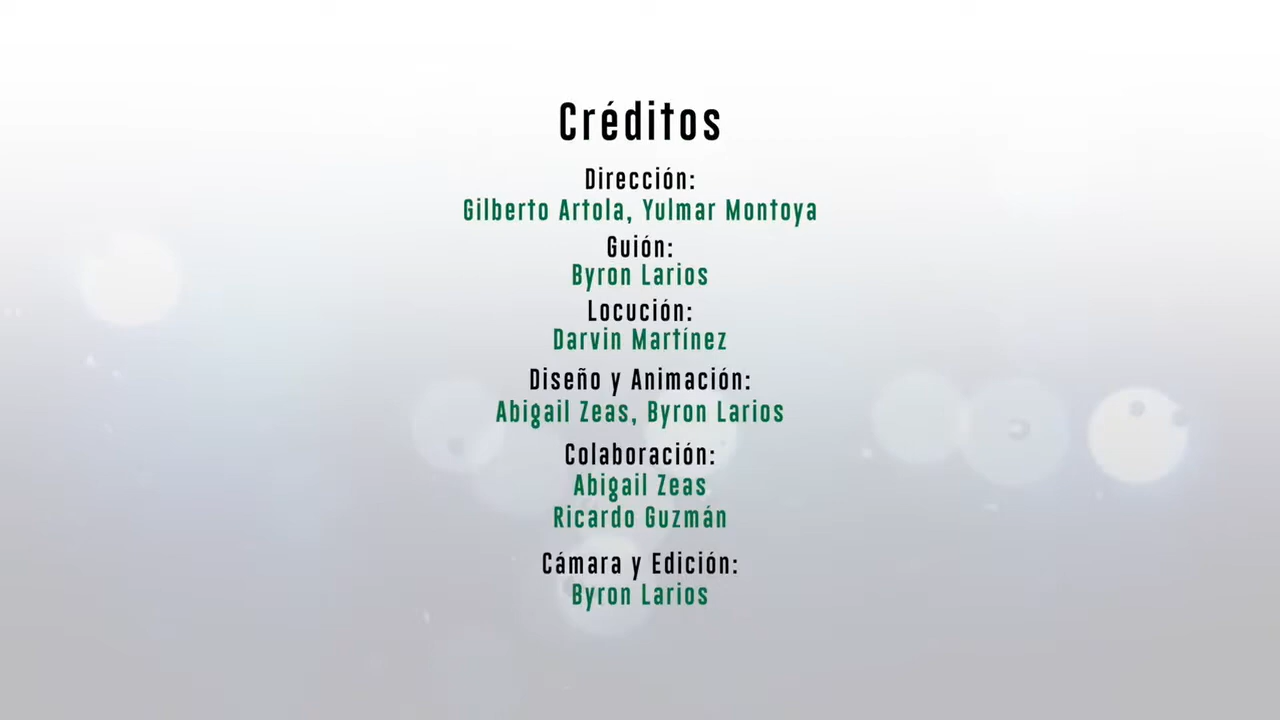 Créditos
Dirección:
Gilberto Artola, Yulmar Montoya
Guión:
Byron Larios
Locución:
Darvin Martínez
Diseño y Animación:
Abigail Zeas, Byron Larios
Colaboración:
Abigail Zeas
Ricardo Guzmán
Cámara y Edición:
Byron Larios